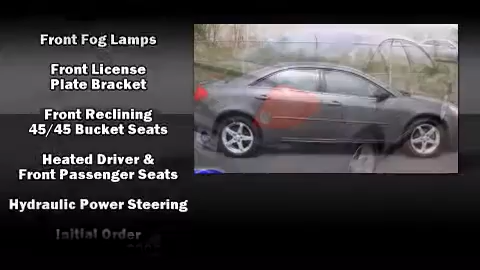 Front Fog Lamps
Front License
Plate Bracket
Front Reclining
45/45 Bucket Seats
Heated Driver &
Front Passenger Seats
Hydraulic Power Steering
Initial Order